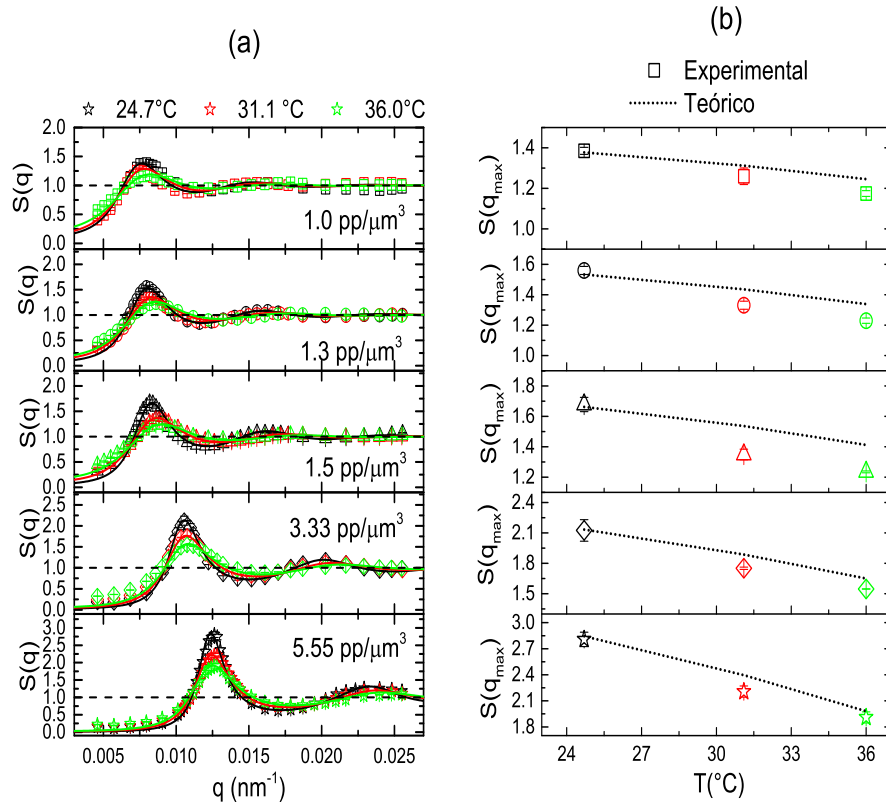 (a)
(b)
Experimental
Teórico
24.7°C 31.1 °C 36.0°C
S(q)
2.0
1.5
1.0
0.5
0.0
1.0 pp/μm³
S(q)
2.0
1.5
1.0
0.5
0.0
1.3 pp/μm³
S(q)
2.0
1.5
1.0
0.5
0.0
1.5 pp/μm³
S(q)
2.5
2.0
1.5
1.0
0.5
0.0
3.33 pp/μm³
S(q)
3.0
2.5
2.0
1.5
1.0
0.5
0.0
5.55 pp/μm³
0.005 0.010 0.015 0.020 0.025
q (nm⁻¹)
S(qmax)
1.4
1.2
1.0
S(qmax)
1.6
1.4
1.2
1.0
S(qmax)
1.8
1.6
1.4
1.2
S(qmax)
2.4
2.1
1.8
1.5
S(qmax)
3.0
2.7
2.4
2.1
1.8
24 27 30 33 36
T(°C)